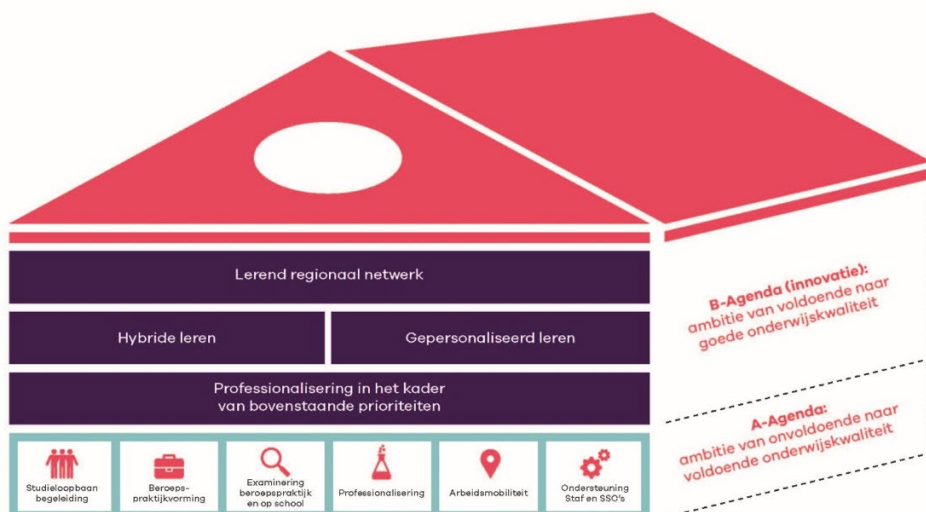 Lerend regionaal netwerk
Hybride leren
Gepersonaliseerd leren
Professionalisering in het kader
van bovenstaande prioriteiten
B-Agenda (innovatie):
ambitie van voldoende naar
goede onderwijskwaliteit
A-Agenda:
ambitie van onvoldoende naar
voldoende onderwijskwaliteit
Studieloopbaan
begeleiding
Beroeps-
praktijkvorming
Examinering
beroepspraktijk
en op school
Professionalisering
Arbeidsmobiliteit
Ondersteuning
Staf en SSO's